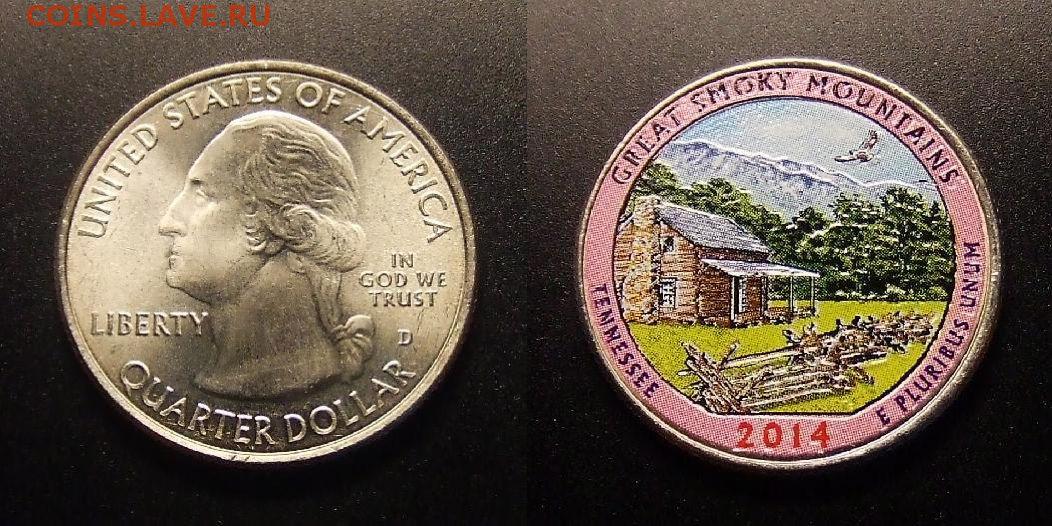 COINS.LAVE.RU
UNITED STATES OF AMERICA
IN
GOD WE
TRUST
LIBERTY
D
QUARTER DOLLAR
GREAT SMOKY MOUNTAINS
TENNESSEE
2014
E PLURIBUS UNUM